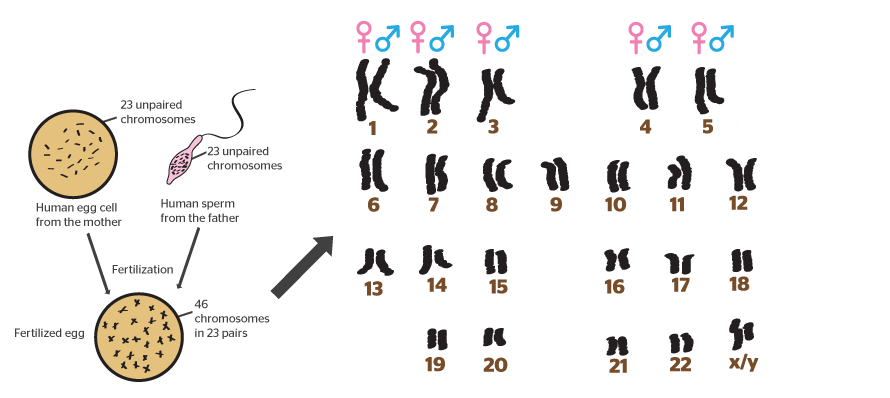 23 unpaired
chromosomes
23 unpaired
chromosomes
Human egg cell
from the mother
Human sperm
from the father
Fertilization
46
chromosomes
in 23 pairs
Fertilized egg
1 2 3 4 5
6 7 8 9 10 11 12
13 14 15 16 17 18
19 20 21 22 x/y